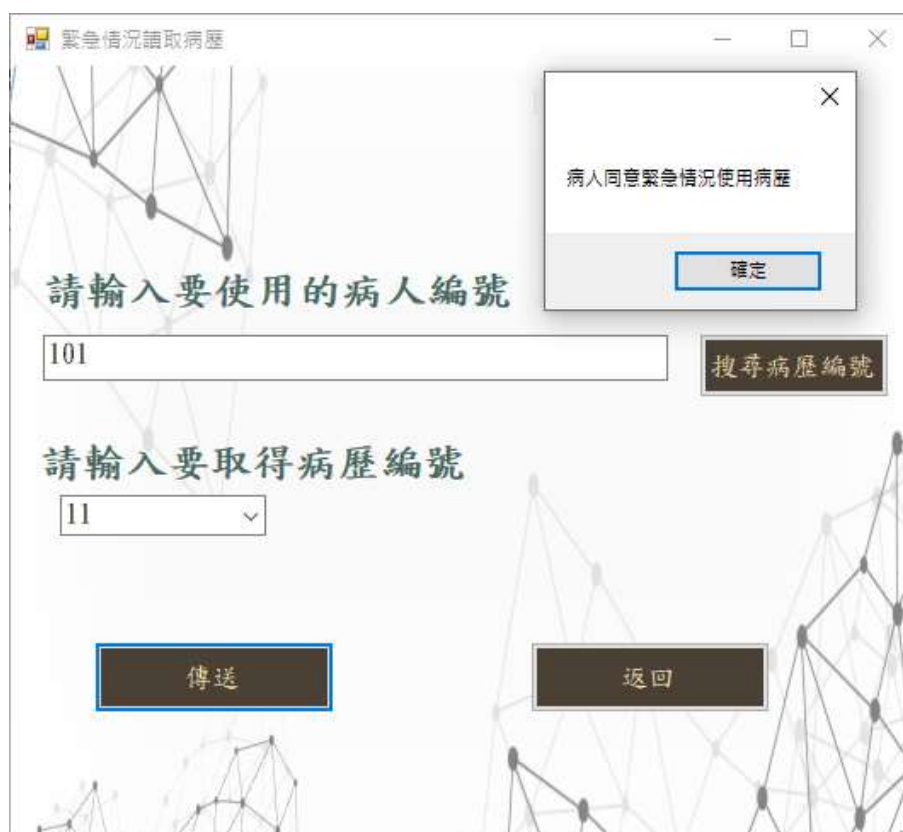 緊急情況讀取病歷
病人同意緊急情況使用病歷
確定
請輸入要使用的病人編號
101
搜尋病歷編號
請輸入要取得病歷編號
11
傳送
返回